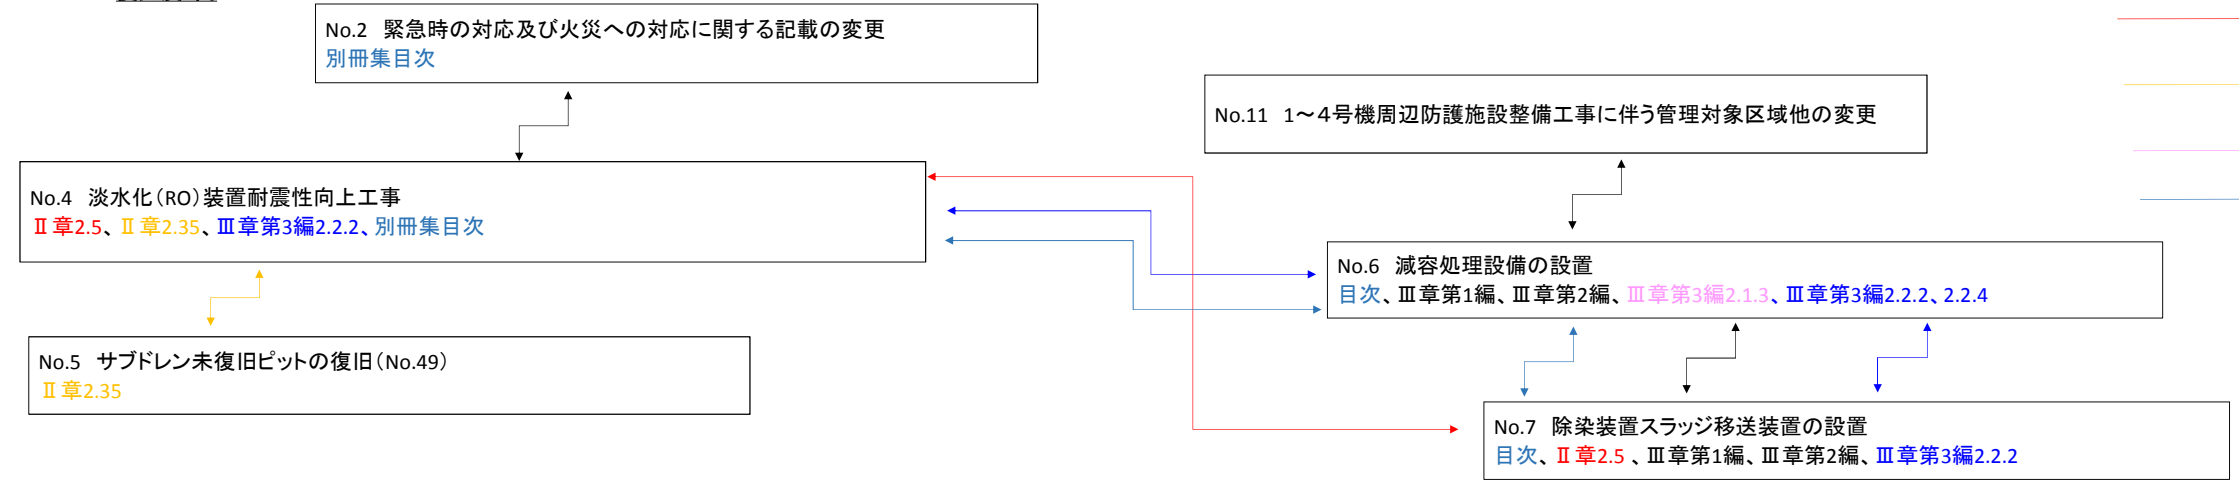 No.2 緊急時の対応及び火災への対応に関する記載の変更
別冊集目次
No.11 1～4号機周辺防護施設整備工事に伴う管理対象区域他の変更
No.4 淡水化(RO)装置耐震性向上工事
Ⅱ章2.5、Ⅱ章2.35、Ⅲ章第3編2.2.2、別冊集目次
No.6 減容処理設備の設置
目次、Ⅲ章第1編、Ⅲ章第2編、Ⅲ章第3編2.1.3、Ⅲ章第3編2.2.2、2.2.4
No.5 サブドレン未復旧ピットの復旧(No.49)
Ⅱ章2.35
No.7 除染装置スラッジ移送装置の設置
目次、Ⅱ章2.5 、Ⅲ章第1編、Ⅲ章第2編、Ⅲ章第3編2.2.2